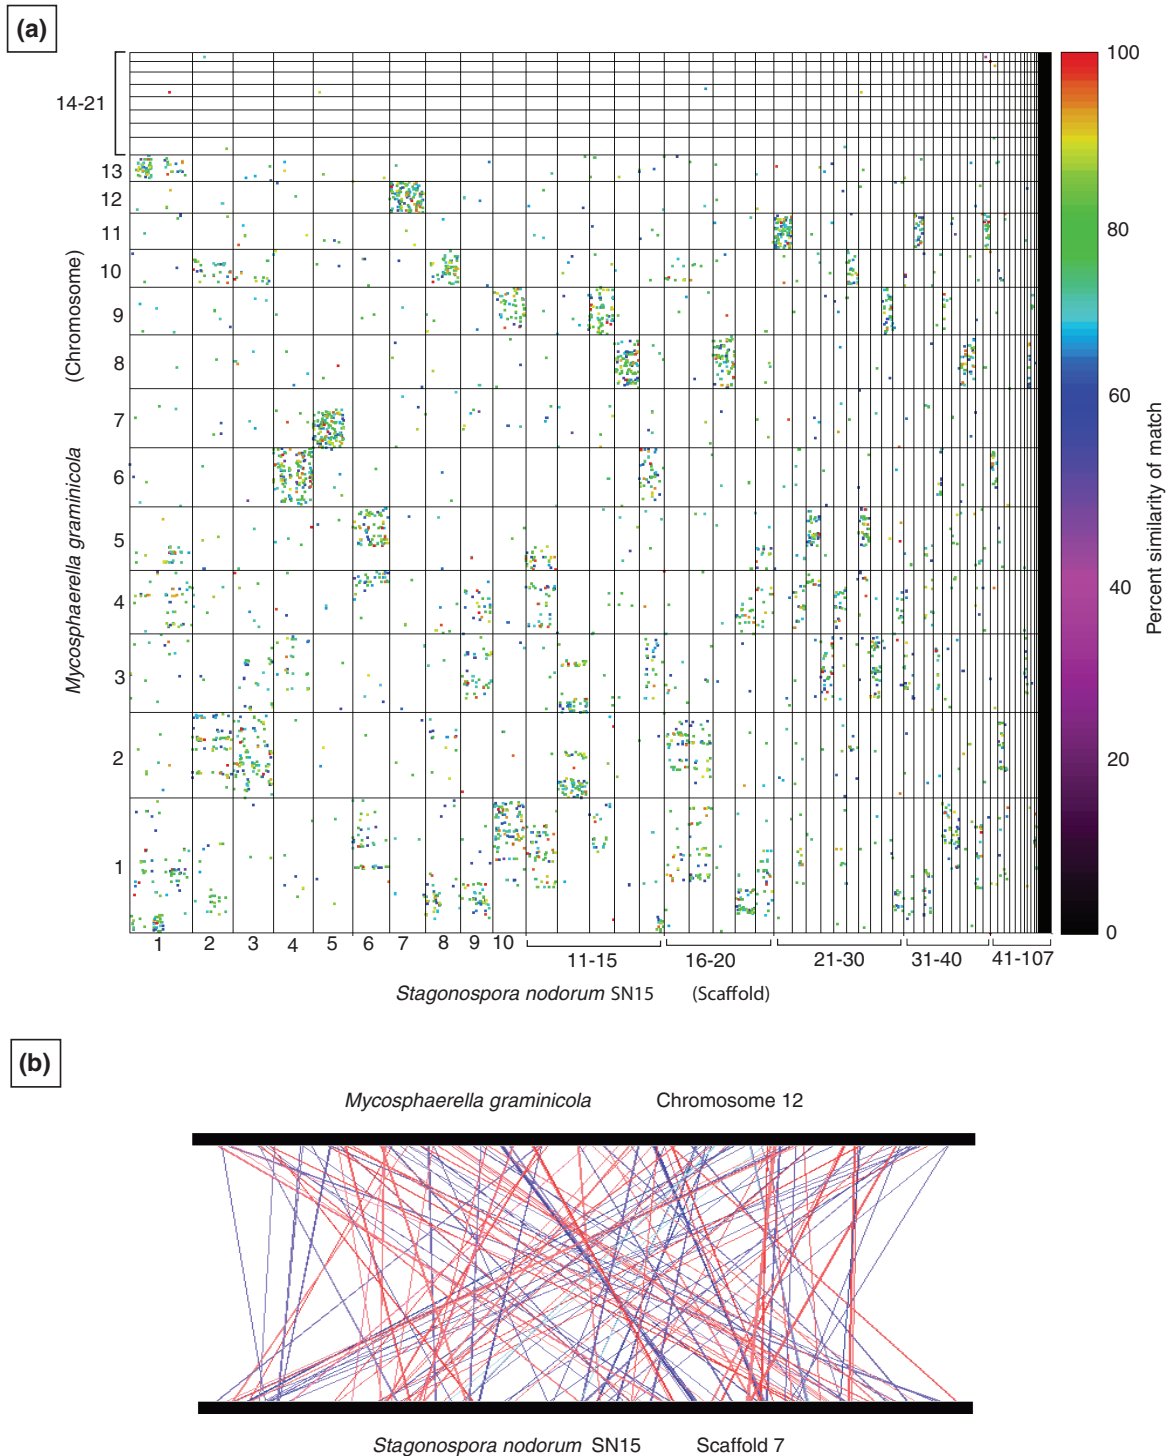 (a)
14-21
13
12
11
10
9
8
7
6
5
4
3
2
1
Mycosphaerella graminicola (Chromosome)
1 2 3 4 5 6 7 8 9 10 11-15 16-20 21-30 31-40 41-107
Stagonospora nodorum SN15 (Scaffold)
100
80
60
40
20
0
Percent similarity of match
(b)
Mycosphaerella graminicola Chromosome 12
Stagonospora nodorum SN15 Scaffold 7